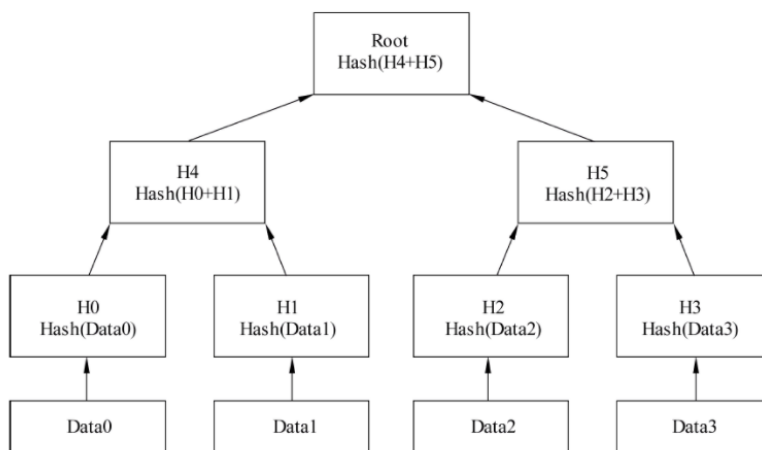 Root
Hash(H4+H5)
H4
Hash(H0+H1)
H5
Hash(H2+H3)
H0
Hash(Data0)
H1
Hash(Data1)
H2
Hash(Data2)
H3
Hash(Data3)
Data0
Data1
Data2
Data3